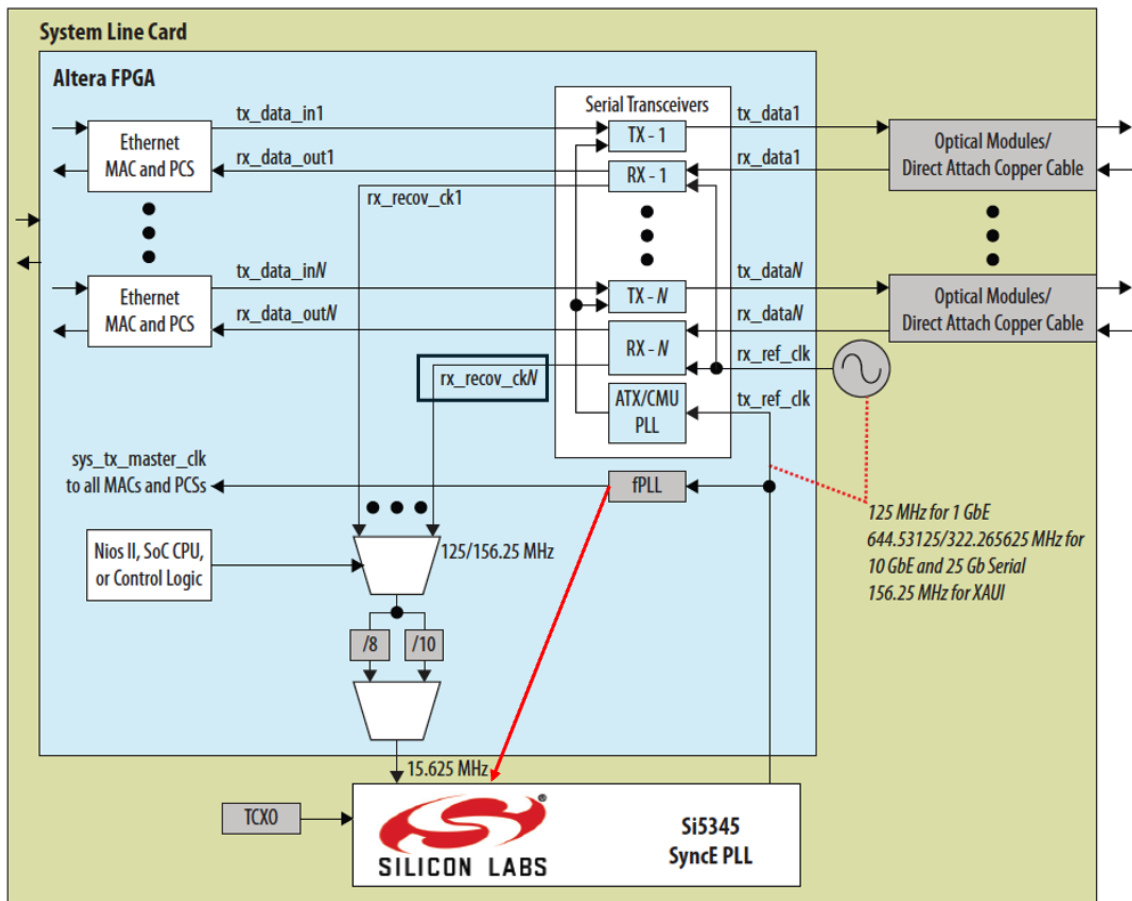 System Line Card
Altera FPGA
tx_data_in1
Serial Transceivers
tx_data1
Ethernet
MAC and PCS
TX - 1
Optical Modules/
Direct Attach Copper Cable
rx_data_out1
RX - 1
rx_data1
rx_recov_ck1
tx_data_inN
tx_dataN
Ethernet
MAC and PCS
TX - N
Optical Modules/
Direct Attach Copper Cable
rx_data_outN
RX - N
rx_dataN
rx_recov_ckN
rx_ref_clk
ATX/CMU
PLL
tx_ref_clk
sys_tx_master_clk
to all MACs and PCSs
fPLL
125 MHz for 1 GbE
644.53125/322.265625 MHz for
10 GbE and 25 Gb Serial
156.25 MHz for XAUI
Nios II, SoC CPU,
or Control Logic
125/156.25 MHz
/8
/10
15.625 MHz
TCXO
®
SILICON LABS
Si5345
SyncE PLL